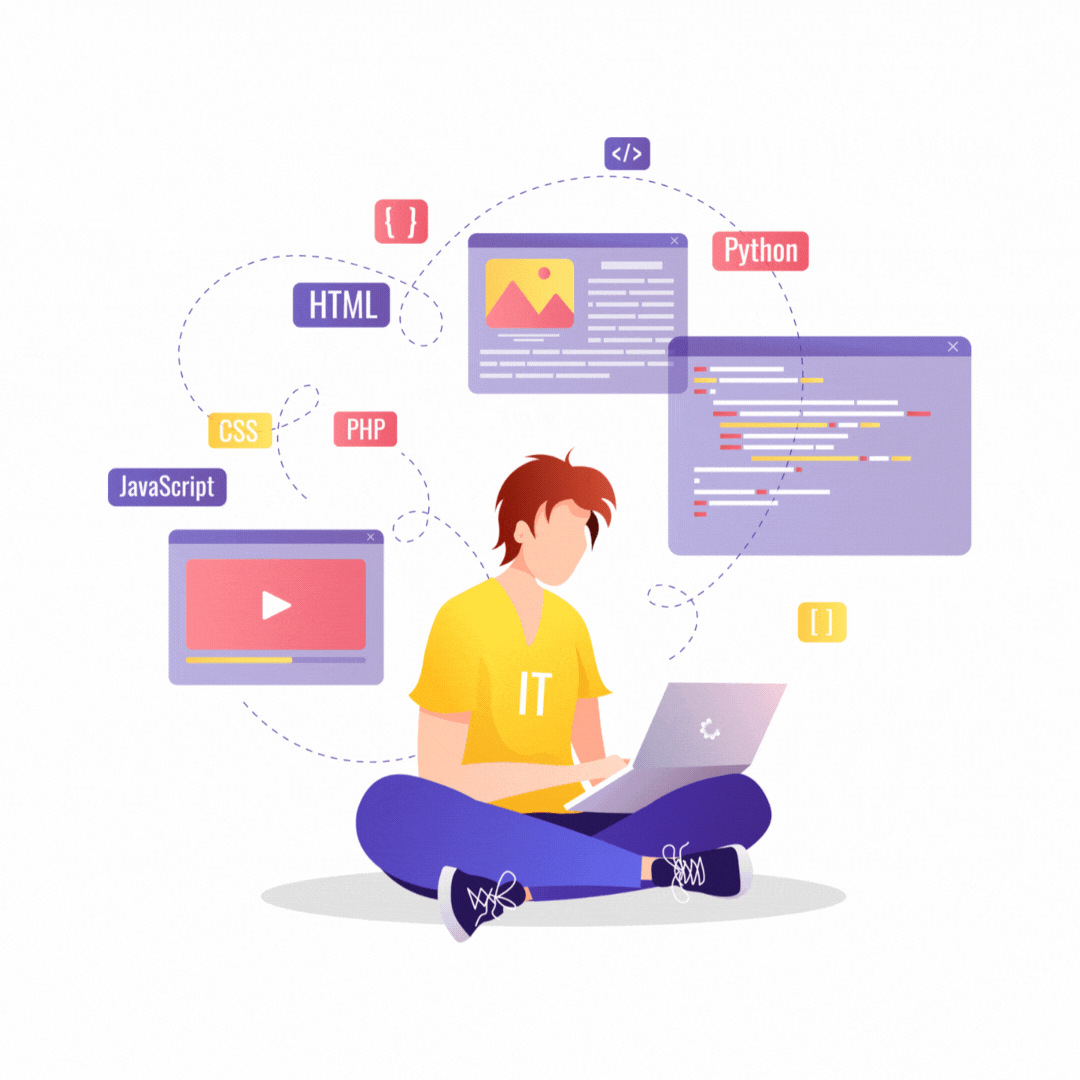 </>
{ }
Python
HTML
CSS
PHP
JavaScript
[ ]
IT